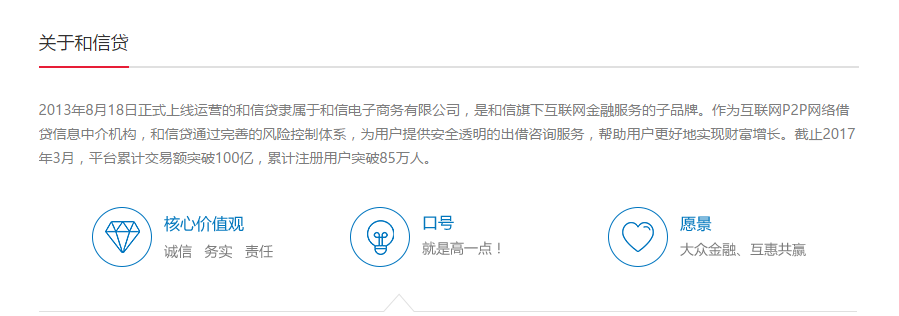 关于和信贷
2013年8月18日正式上线运营的和信贷隶属于和信电子商务有限公司，是和信旗下互联网金融服务的子品牌。作为互联网P2P网络借
贷信息中介机构，和信贷通过完善的风险控制体系，为用户提供安全透明的出借咨询服务，帮助用户更好地实现财富增长。截止2017
年3月，平台累计交易额突破100亿，累计注册用户突破85万人。
核心价值观
诚信 务实 责任
口号
就是高一点！
愿景
大众金融、互惠共赢